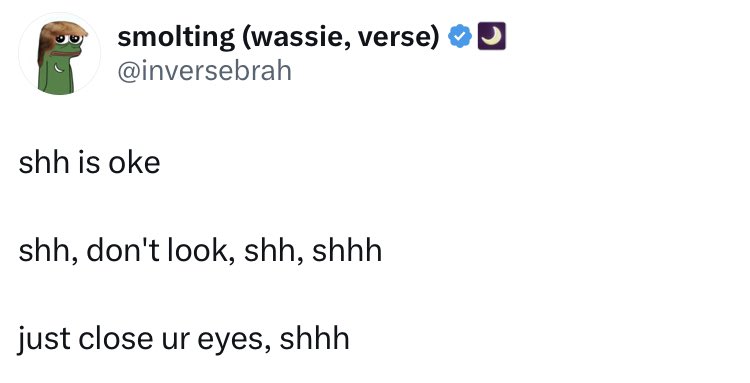 smolting (wassie, verse)
@inversebrah
shh is oke
shh, don't look, shh, shhh
just close ur eyes, shhh